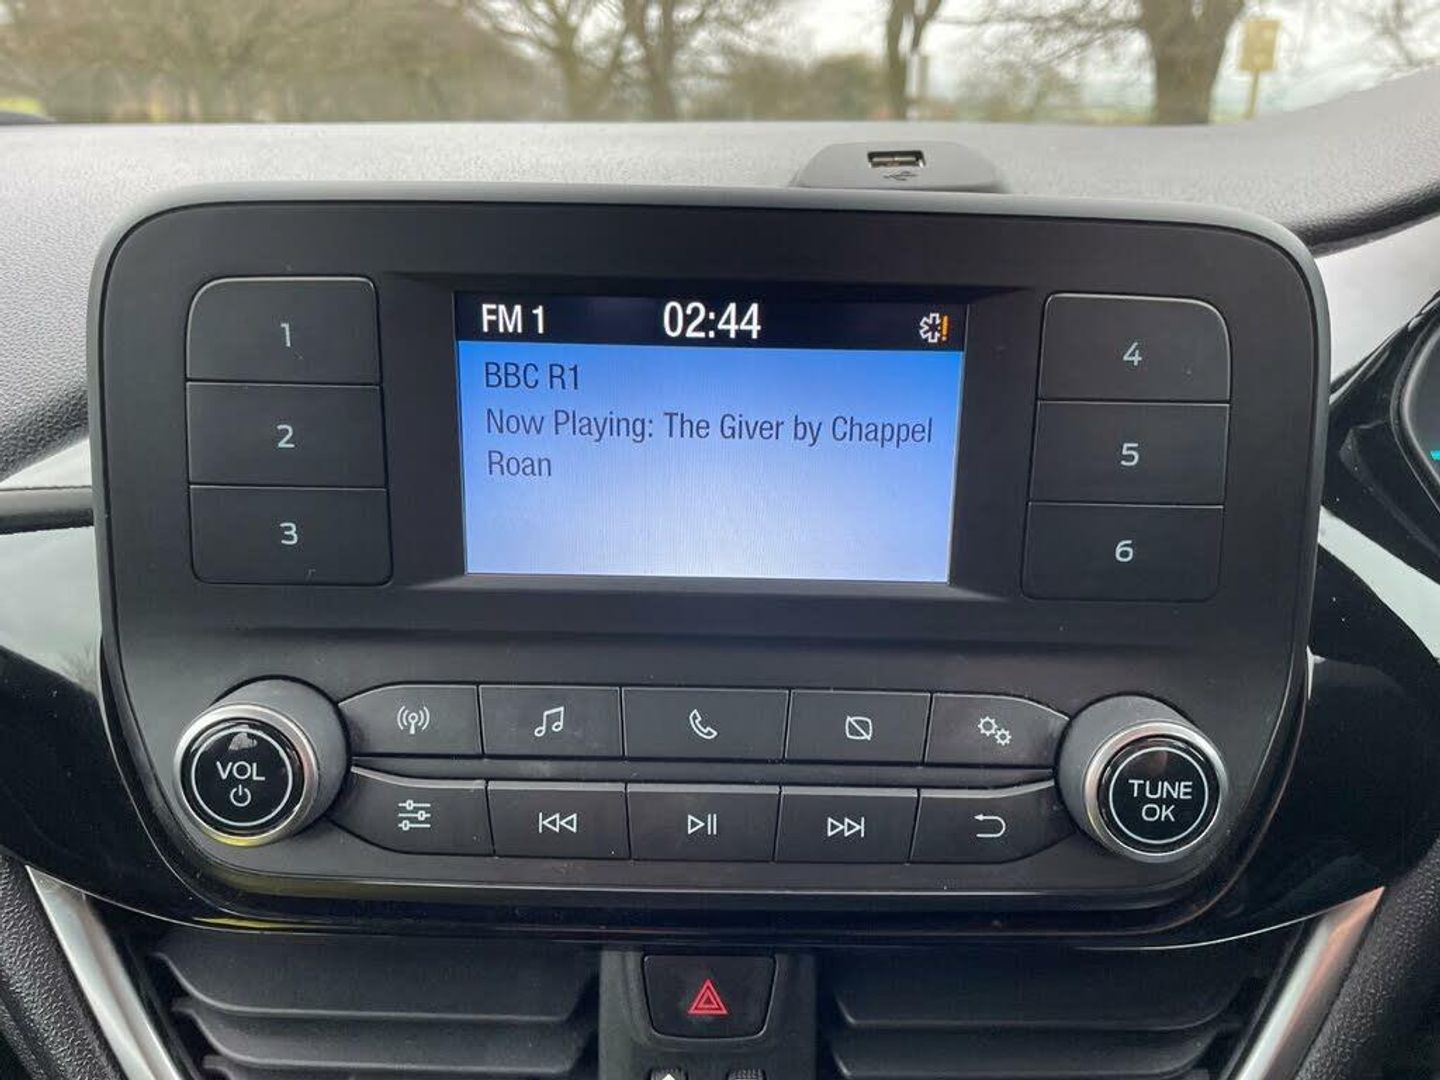 FM 1 02:44
BBC R1
Now Playing: The Giver by Chappel
Roan
1
2
3
4
5
6
VOL
TUNE
OK